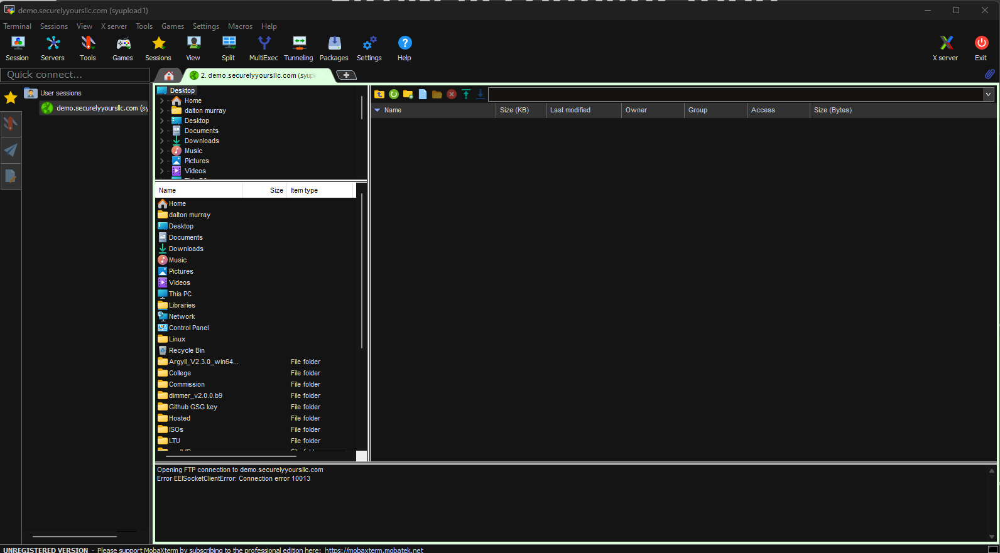 demo.securelyyoursllc.com (syupload1)
Terminal Sessions View X server Tools Games Settings Macros Help
Session Servers Tools Games Sessions View Split MultiExec Tunneling Packages Settings Help X server Exit
Quick connect...
2. demo.securelyyoursllc.com (syupl
User sessions
demo.securelyyoursllc.com (sy
Desktop
Home
dalton murray
Desktop
Documents
Downloads
Music
Pictures
Videos
Name Size (KB) Last modified Owner Group Access Size (Bytes)
Name Size Item type
Home
dalton murray
Desktop
Documents
Downloads
Music
Pictures
Videos
This PC
Libraries
Network
Control Panel
Linux
Recycle Bin
Argyll_V2.3.0_win64... File folder
College File folder
Commission File folder
dimmer_v2.0.0.b9 File folder
Github GSG key File folder
Hosted File folder
ISOs File folder
LTU File folder
Opening FTP connection to demo.securelyyoursllc.com
Error EElSocketClientError: Connection error 10013
UNREGISTERED VERSION - Please support MobaXterm by subscribing to the professional edition here: https://mobaxterm.mobatek.net